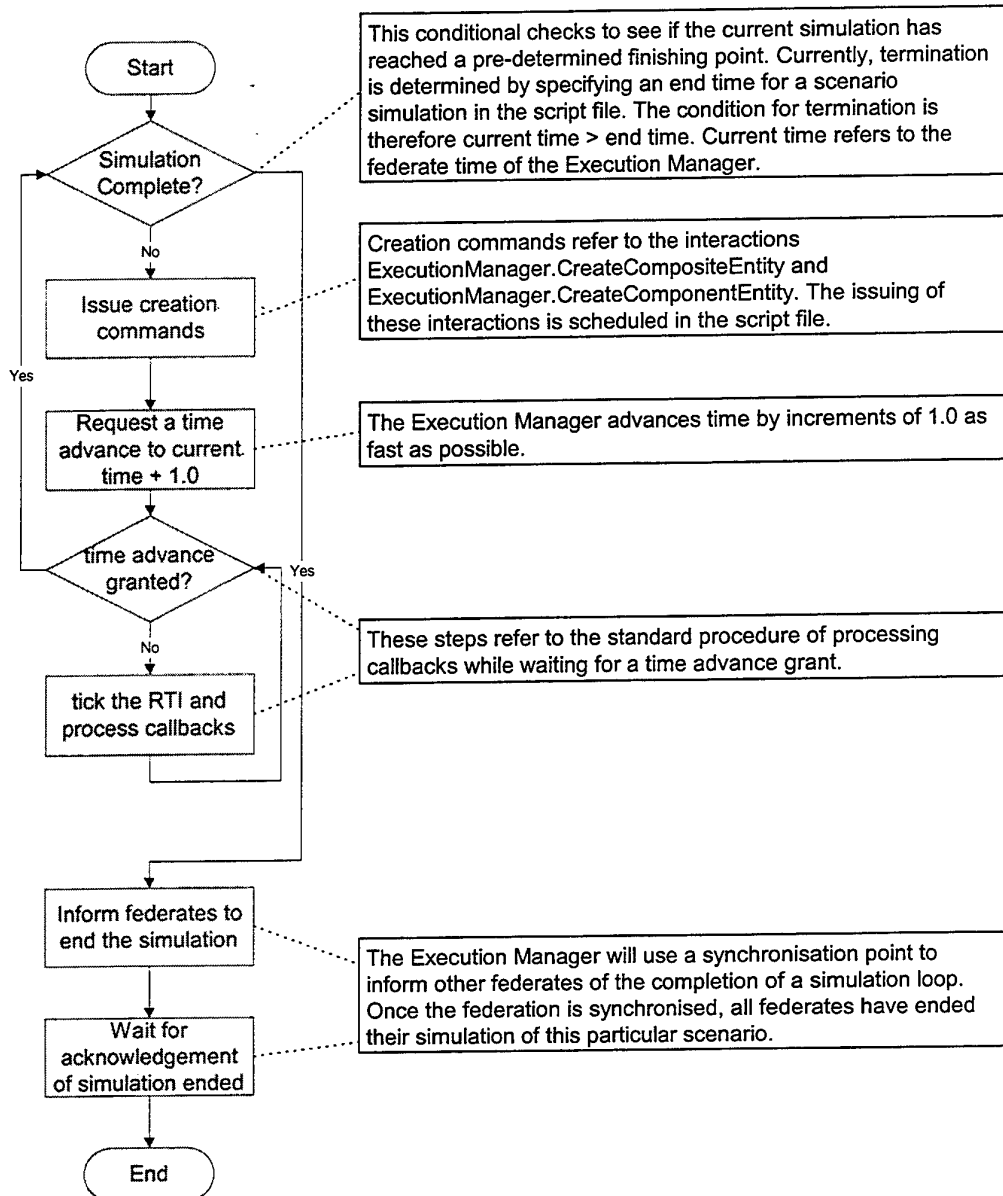 Start
This conditional checks to see if the current simulation has
reached a pre-determined finishing point. Currently, termination
is determined by specifying an end time for a scenario
simulation in the script file. The condition for termination is
therefore current time > end time. Current time refers to the
federate time of the Execution Manager.
Simulation
Complete?
No
Issue creation
commands
Creation commands refer to the interactions
ExecutionManager.CreateCompositeEntity and
ExecutionManager.CreateComponentEntity. The issuing of
these interactions is scheduled in the script file.
Yes
Request a time
advance to current
time + 1.0
The Execution Manager advances time by increments of 1.0 as
fast as possible.
time advance
granted?
Yes
No
These steps refer to the standard procedure of processing
callbacks while waiting for a time advance grant.
tick the RTI and
process callbacks
Inform federates to
end the simulation
The Execution Manager will use a synchronisation point to
inform other federates of the completion of a simulation loop.
Once the federation is synchronised, all federates have ended
their simulation of this particular scenario.
Wait for
acknowledgement
of simulation ended
End